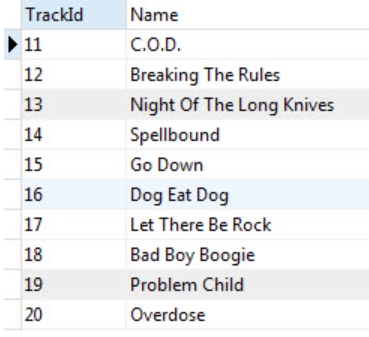 TrackId Name
11 C.O.D.
12 Breaking The Rules
13 Night Of The Long Knives
14 Spellbound
15 Go Down
16 Dog Eat Dog
17 Let There Be Rock
18 Bad Boy Boogie
19 Problem Child
20 Overdose